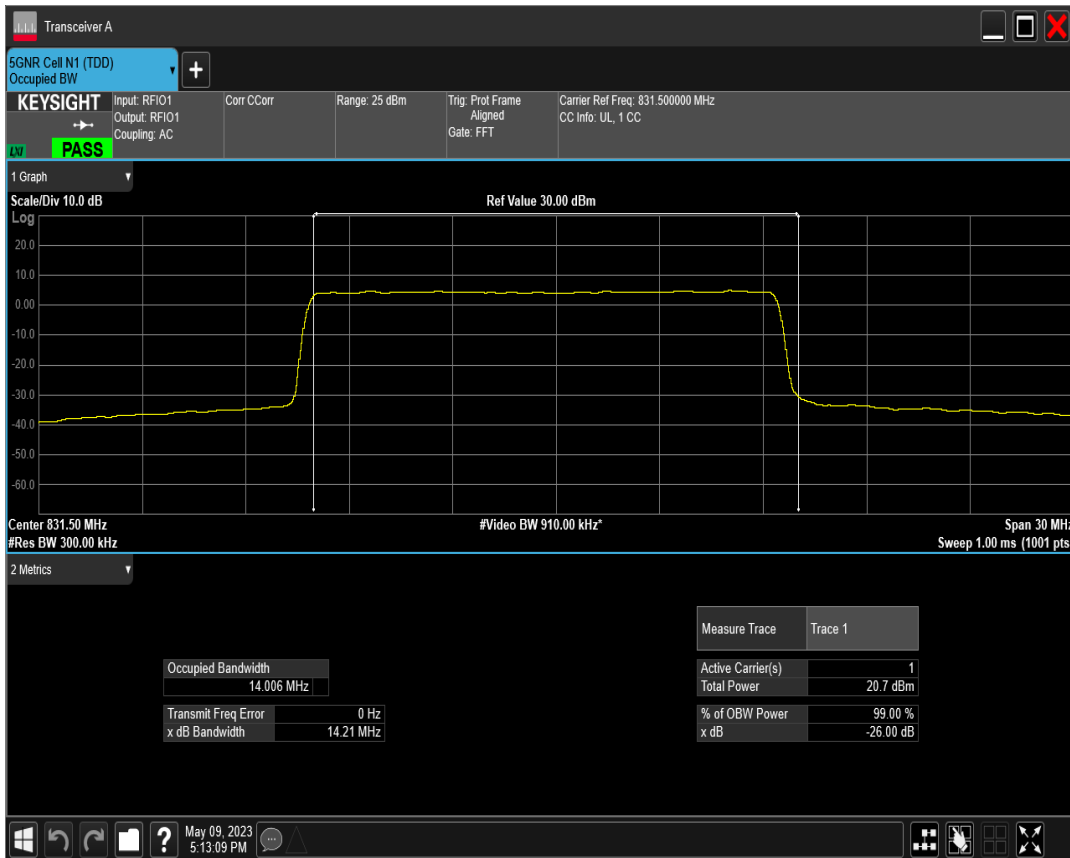 Transceiver A
5GNR Cell N1 (TDD)
Occupied BW
+
KEYSIGHT
LXI
PASS
Input: RFIO1
Output: RFIO1
Coupling: AC
Corr CCorr
Range: 25 dBm
Trig: Prot Frame
Aligned
Gate: FFT
Carrier Ref Freq: 831.500000 MHz
CC Info: UL, 1 CC
1 Graph
Scale/Div 10.0 dB
Ref Value 30.00 dBm
Log
20.0
10.0
0.00
-10.0
-20.0
-30.0
-40.0
-50.0
-60.0
Center 831.50 MHz
#Video BW 910.00 kHz*
Span 30 MHz
#Res BW 300.00 kHz
Sweep 1.00 ms (1001 pts
2 Metrics
Measure Trace Trace 1
Occupied Bandwidth
14.006 MHz
Active Carrier(s) 1
Total Power 20.7 dBm
Transmit Freq Error 0 Hz
x dB Bandwidth 14.21 MHz
% of OBW Power 99.00 %
x dB -26.00 dB
?
May 09, 2023
5:13:09 PM